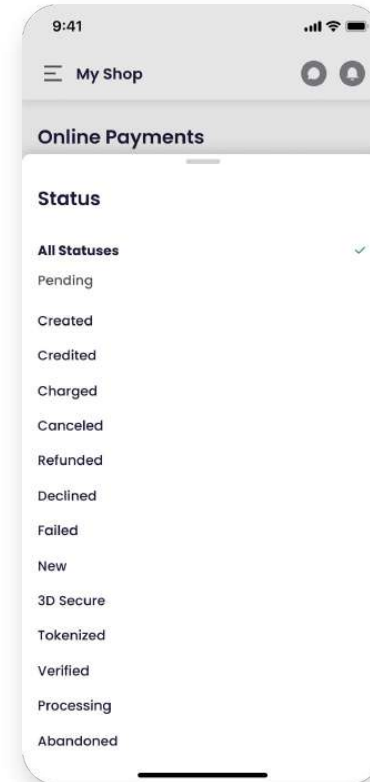 9:41
My Shop
Online Payments
Status
All Statuses
Pending
Created
Credited
Charged
Canceled
Refunded
Declined
Failed
New
3D Secure
Tokenized
Verified
Processing
Abandoned